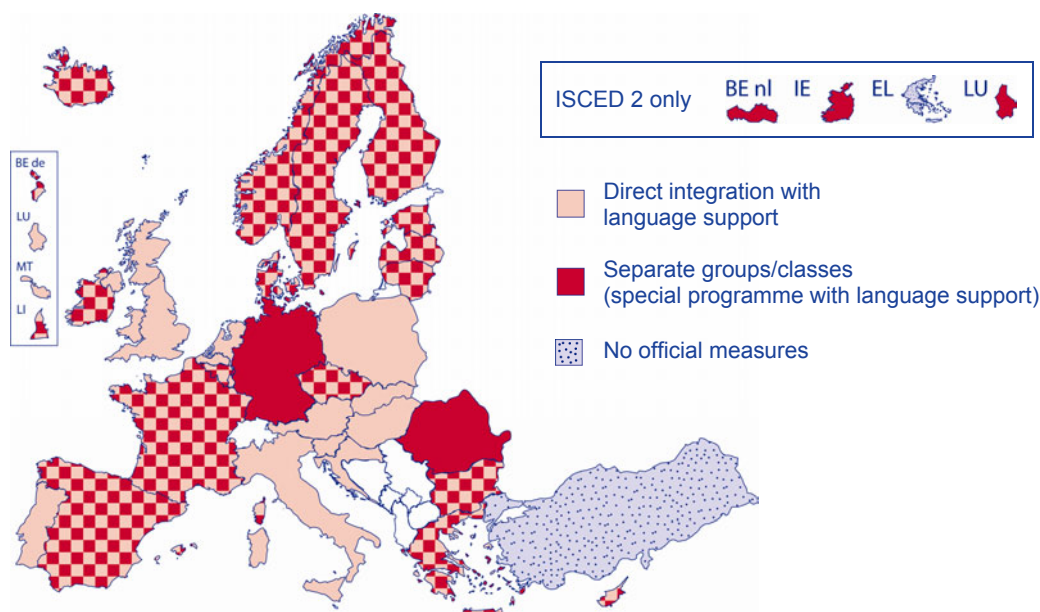 ISCED 2 only
BE nl IE EL LU
BE de
LU
MT
LI
Direct integration with
language support
Separate groups/classes
(special programme with language support)
No official measures